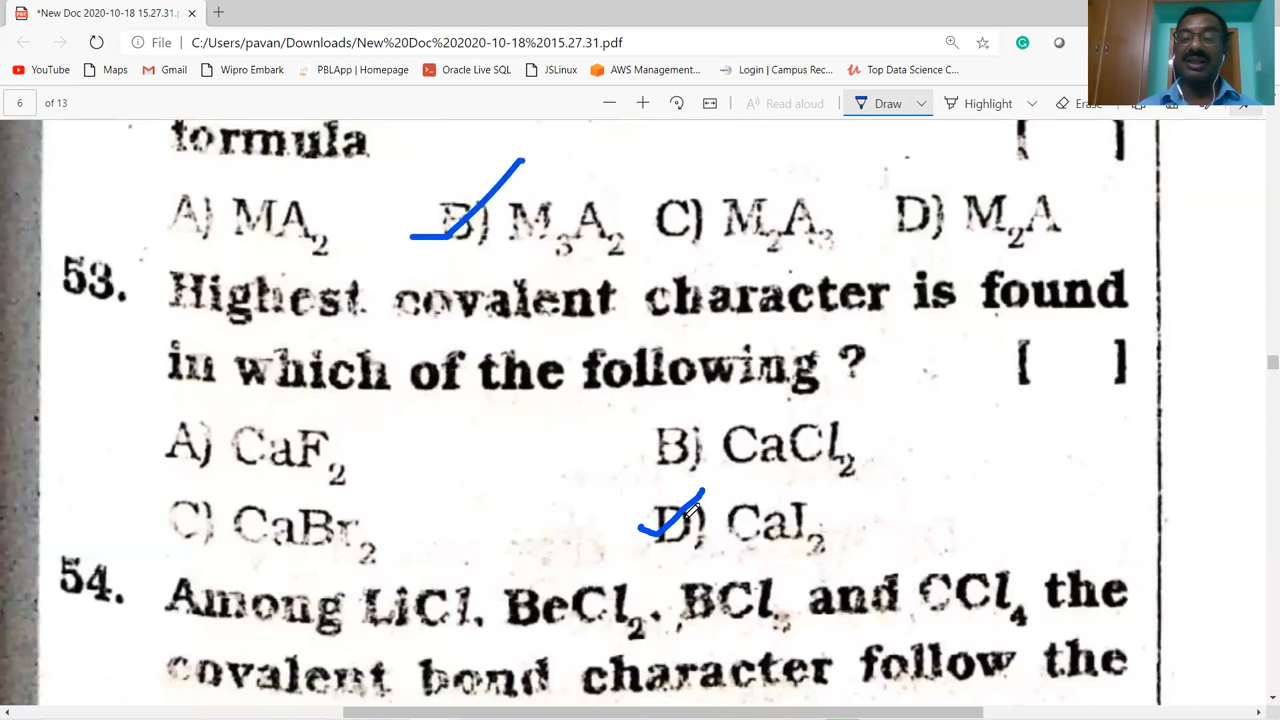 *New Doc 2020-10-18 15.27.31.p
File C:/Users/pavan/Downloads/New%20Doc%202020-10-18%2015.27.31.pdf
YouTube Maps Gmail Wipro Embark PBLApp | Homepage Oracle Live SQL JSLinux AWS Management... Login | Campus Rec... Top Data Science C...
6 of 13 Read aloud Draw Highlight Erase
formula [ ]
A) MA₂ B) M₃A₂ C) M₂A₃ D) M₂A
53. Highest covalent character is found
in which of the following ? [ ]
A) CaF₂ B) CaCl₂
C) CaBr₂ D) CaI₂
54. Among LiCl, BeCl₂, BCl₃ and CCl₄ the
covalent bond character follow the